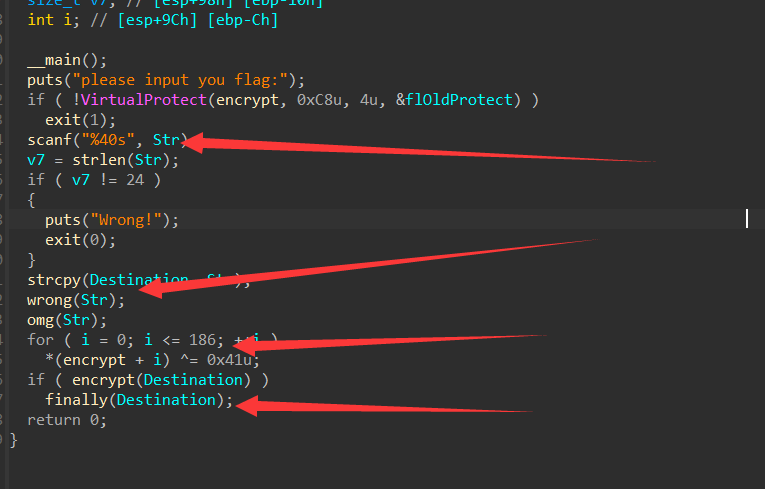 size_t v7; // [esp+98h] [ebp-10h]
int i; // [esp+9Ch] [ebp-Ch]
__main();
puts("please input you flag:");
if ( !VirtualProtect(encrypt, 0xC8u, 4u, &flOldProtect) )
exit(1);
scanf("%40s", Str)
v7 = strlen(Str);
if ( v7 != 24 )
{
puts("Wrong!");
exit(0);
}
strcpy(Destination, Str);
wrong(Str);
omg(Str);
for ( i = 0; i <= 186; ++i )
*(encrypt + i) ^= 0x41u;
if ( encrypt(Destination) )
finally(Destination);
return 0;
}